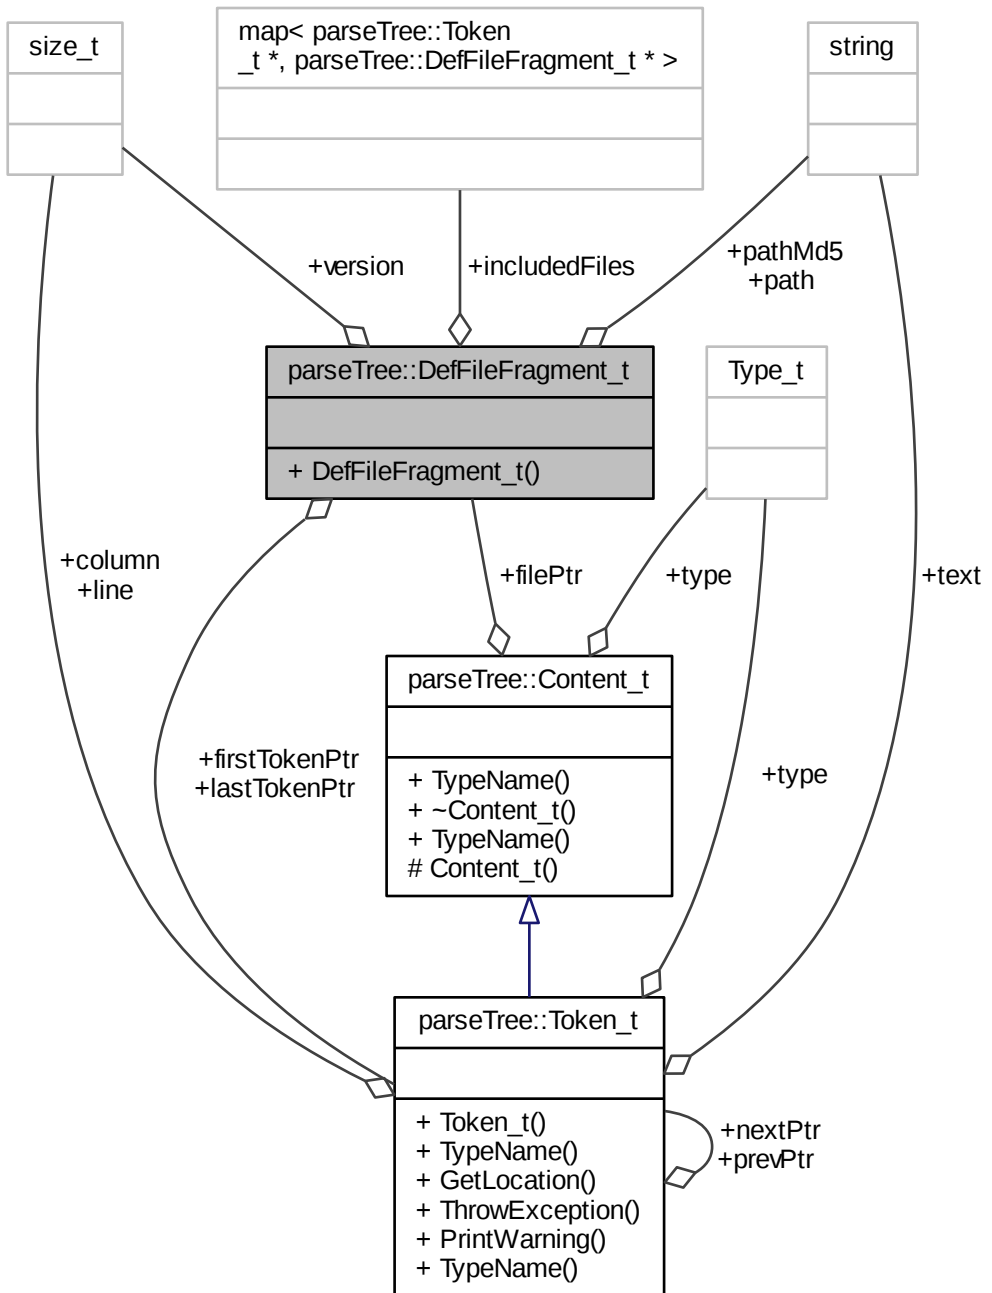 size_t
map< parseTree::Token
_t *, parseTree::DefFileFragment_t * >
string
+version
+includedFiles
+pathMd5
+path
parseTree::DefFileFragment_t
+ DefFileFragment_t()
Type_t
+column
+line
+filePtr
+type
+text
parseTree::Content_t
+ TypeName()
+ ~Content_t()
+ TypeName()
# Content_t()
+firstTokenPtr
+lastTokenPtr
+type
parseTree::Token_t
+ Token_t()
+ TypeName()
+ GetLocation()
+ ThrowException()
+ PrintWarning()
+ TypeName()
+nextPtr
+prevPtr